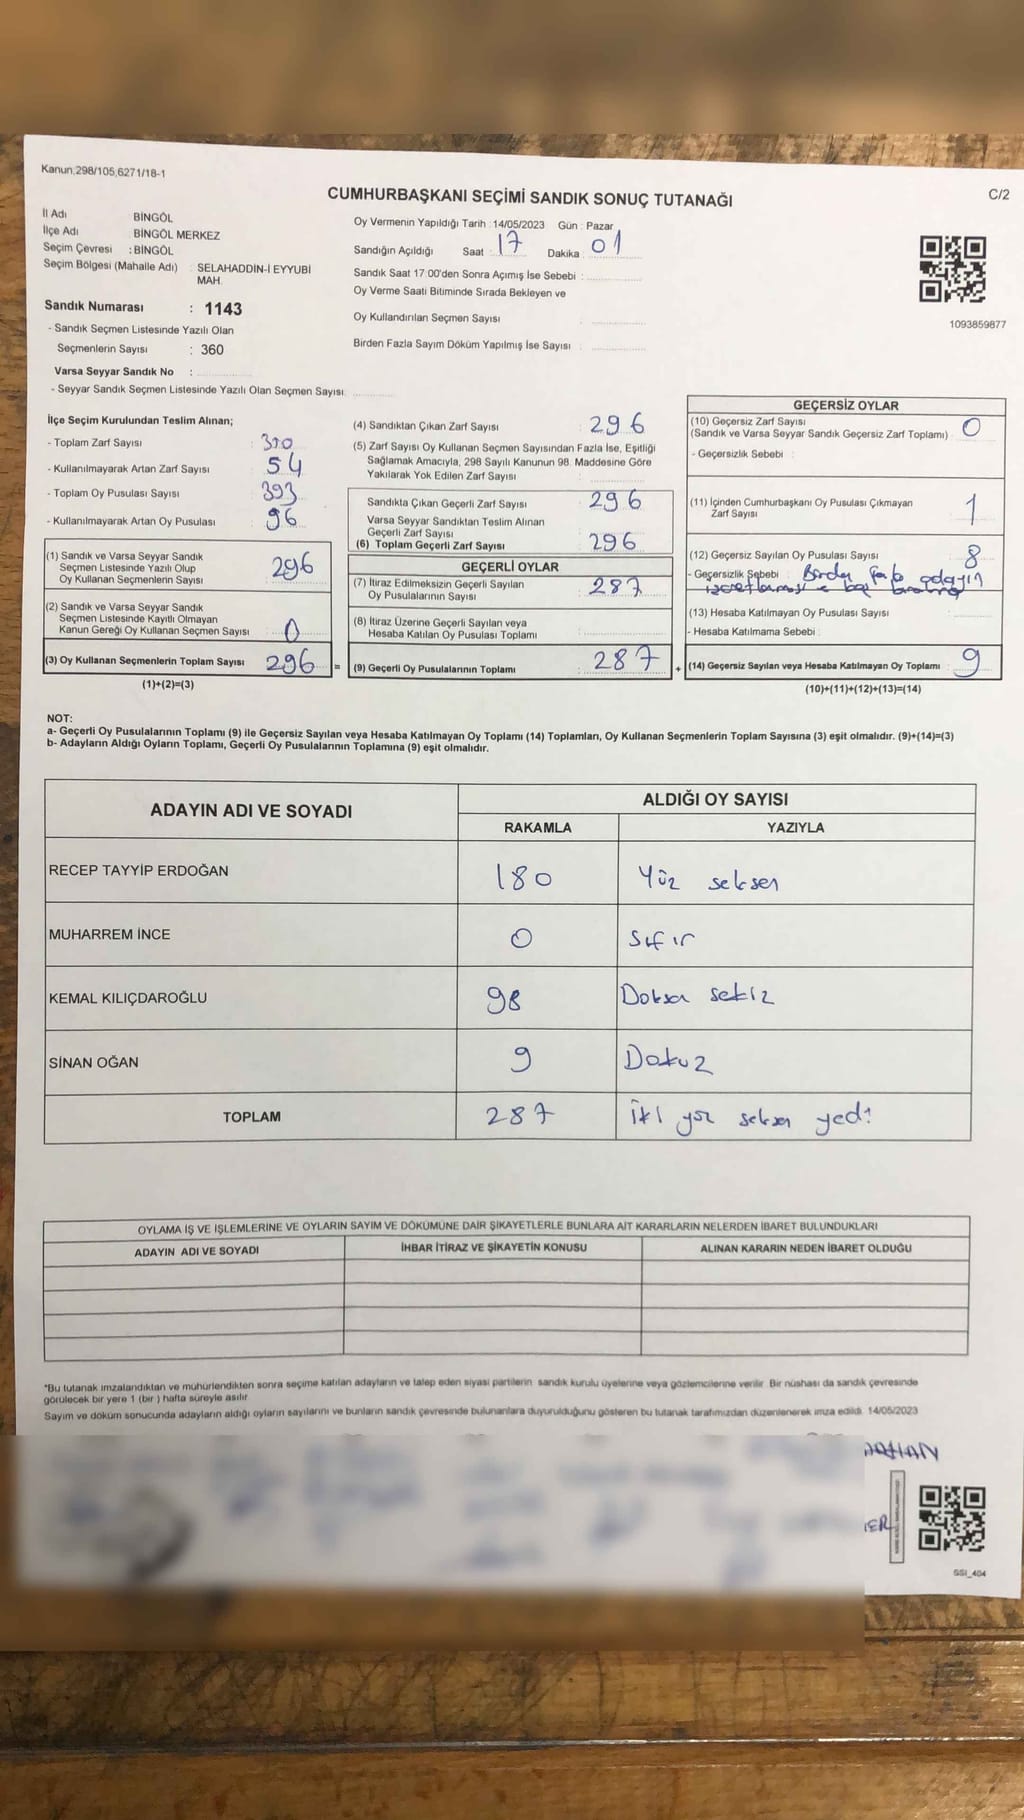 Kanun;298/105,6271/18-1
CUMHURBAŞKANI SEÇİMİ SANDIK SONUÇ TUTANAĞI
C/2
İl Adı BİNGÖL
İlçe Adı BİNGÖL MERKEZ
Seçim Çevresi : BİNGÖL
Seçim Bölgesi (Mahalle Adı) : SELAHADDİN-İ EYYUBİ
MAH.
Sandık Numarası : 1143
- Sandık Seçmen Listesinde Yazılı Olan
Seçmenlerin Sayısı : 360
Varsa Seyyar Sandık No :
- Seyyar Sandık Seçmen Listesinde Yazılı Olan Seçmen Sayısı
Oy Vermenin Yapıldığı Tarih : 14/05/2023 Gün : Pazar
Sandığın Açıldığı Saat : 17 Dakika : 01
Sandık Saat 17:00'den Sonra Açımış İse Sebebi :
Oy Verme Saati Bitiminde Sırada Bekleyen ve
Oy Kullandırılan Seçmen Sayısı :
Birden Fazla Sayım Döküm Yapılmış İse Sayısı :
1093859877
İlçe Seçim Kurulundan Teslim Alınan;
- Toplam Zarf Sayısı
- Kullanılmayarak Artan Zarf Sayısı 54
- Toplam Oy Pusulası Sayısı 393
- Kullanılmayarak Artan Oy Pusulası 96
(1) Sandık ve Varsa Seyyar Sandık
Seçmen Listesinde Yazılı Olup
Oy Kullanan Seçmenlerin Sayısı 296
(2) Sandık ve Varsa Seyyar Sandık
Seçmen Listesinde Kayıtlı Olmayan
Kanun Gereği Oy Kullanan Seçmen Sayısı 0
(3) Oy Kullanan Seçmenlerin Toplam Sayısı 296 =
(1)+(2)=(3)
(4) Sandıktan Çıkan Zarf Sayısı 296
(5) Zarf Sayısı Oy Kullanan Seçmen Sayısından Fazla İse, Eşitliği
Sağlamak Amacıyla, 298 Sayılı Kanunun 98. Maddesine Göre
Yakılarak Yok Edilen Zarf Sayısı :
Sandıkta Çıkan Geçerli Zarf Sayısı 296
Varsa Seyyar Sandıktan Teslim Alınan
Geçerli Zarf Sayısı
(6) Toplam Geçerli Zarf Sayısı 296
GEÇERLİ OYLAR
(7) İtiraz Edilmeksizin Geçerli Sayılan
Oy Pusulalarının Sayısı : 287
(8) İtiraz Üzerine Geçerli Sayılan veya
Hesaba Katılan Oy Pusulası Toplamı
(9) Geçerli Oy Pusulalarının Toplamı 287 +
GEÇERSİZ OYLAR
(10) Geçersiz Zarf Sayısı
(Sandık ve Varsa Seyyar Sandık Geçersiz Zarf Toplamı) 0
- Geçersizlik Sebebi :
(11) İçinden Cumhurbaşkanı Oy Pusulası Çıkmayan
Zarf Sayısı 1
(12) Geçersiz Sayılan Oy Pusulası Sayısı 8
- Geçersizlik Sebebi :
(13) Hesaba Katılmayan Oy Pusulası Sayısı
- Hesaba Katılmama Sebebi :
(14) Geçersiz Sayılan veya Hesaba Katılmayan Oy Toplamı 9
(10)+(11)+(12)+(13)=(14)
NOT:
a- Geçerli Oy Pusulalarının Toplamı (9) ile Geçersiz Sayılan veya Hesaba Katılmayan Oy Toplamı (14) Toplamları, Oy Kullanan Seçmenlerin Toplam Sayısına (3) eşit olmalıdır. (9)+(14)=(3)
b- Adayların Aldığı Oyların Toplamı, Geçerli Oy Pusulalarının Toplamına (9) eşit olmalıdır.
ADAYIN ADI VE SOYADI
ALDIĞI OY SAYISI
RAKAMLA YAZIYLA
RECEP TAYYİP ERDOĞAN 180 Yüz seksen
MUHARREM İNCE 0 Sıfır
KEMAL KILIÇDAROĞLU 98 Doksa sekiz
SİNAN OĞAN 9 Dokuz
TOPLAM 287 İki yüz seksen yedi
OYLAMA İŞ VE İŞLEMLERİNE VE OYLARIN SAYIM VE DÖKÜMÜNE DAİR ŞİKAYETLERLE BUNLARA AİT KARARLARIN NELERDEN İBARET BULUNDUKLARI
ADAYIN ADI VE SOYADI İHBAR İTİRAZ VE ŞİKAYETİN KONUSU ALINAN KARARIN NEDEN İBARET OLDUĞU
*Bu tutanak imzalandıktan ve mühürlendikten sonra seçime katılan adayların ve talep eden siyasi partilerin sandık kurulu üyelerine veya gözlemcilerine verilir. Bir nüshası da sandık çevresinde
görülecek bir yere 1 (bir ) hafta süreyle asılır.
Sayım ve döküm sonucunda adayların aldığı oyların sayılarını ve bunların sandık çevresinde bulunanlara duyurulduğunu gösteren bu tutanak tarafımızdan düzenlenerek imza edildi. 14/05/2023
GSI_404